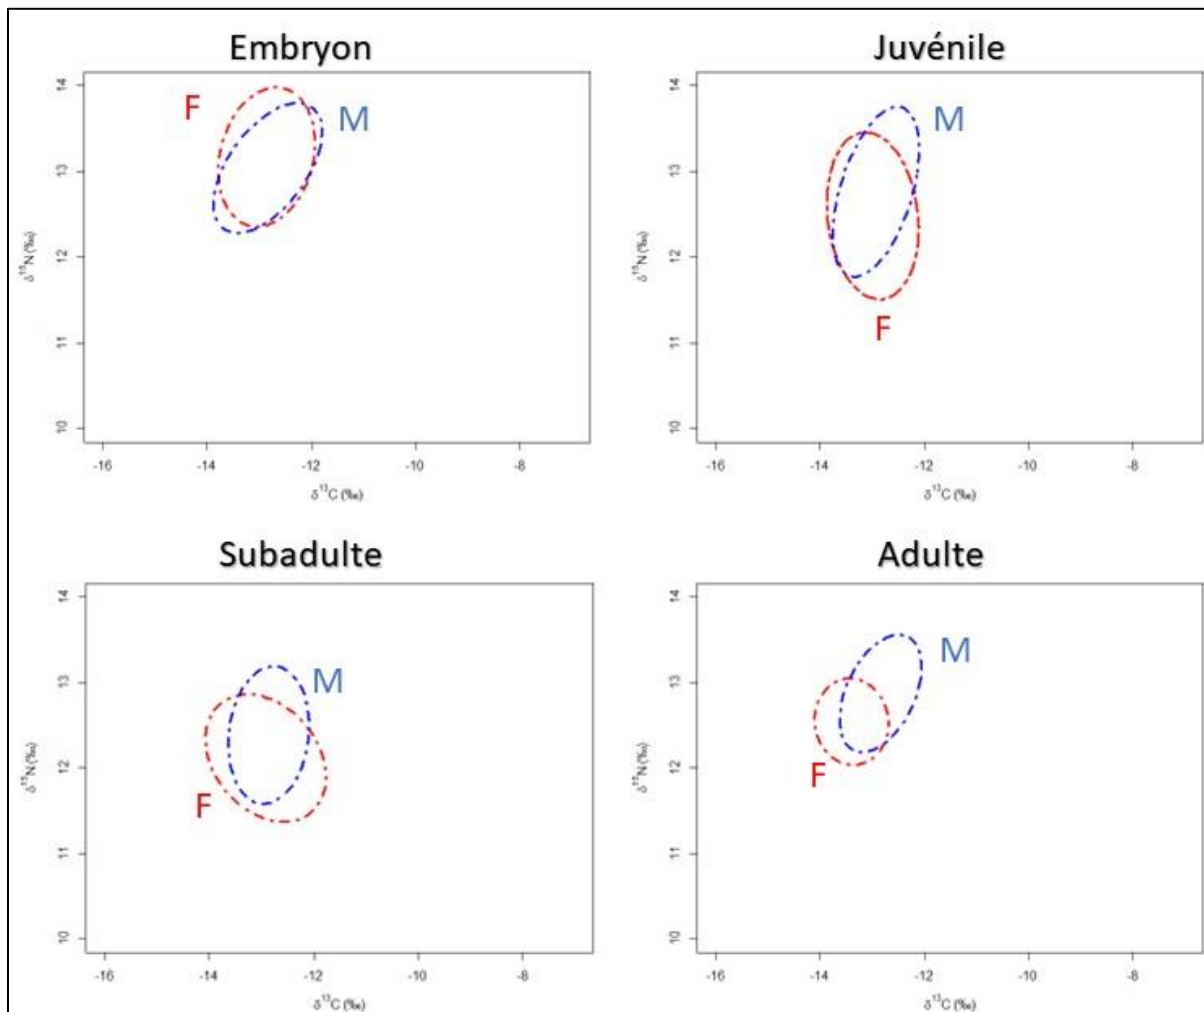 Embryon
Juvénile
F
M
14
13
12
11
10
δ¹⁵N (‰)
-16
-14
-12
-10
-8
δ¹³C (‰)
M
F
14
13
12
11
10
δ¹⁵N (‰)
-16
-14
-12
-10
-8
δ¹³C (‰)
Subadulte
Adulte
M
F
14
13
12
11
10
δ¹⁵N (‰)
-16
-14
-12
-10
-8
δ¹³C (‰)
M
F
14
13
12
11
10
δ¹⁵N (‰)
-16
-14
-12
-10
-8
δ¹³C (‰)